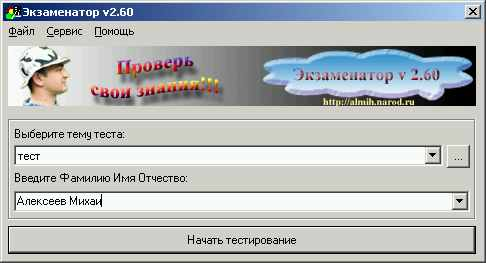 Экзаменатор v2.60
Файл Сервис Помощь
Проверь
свои знания!!!
Экзаменатор v 2.60
http://almih.narod.ru
Выберите тему теста:
тест
...
Введите Фамилию Имя Отчество:
Алексеев Михаи
Начать тестирование